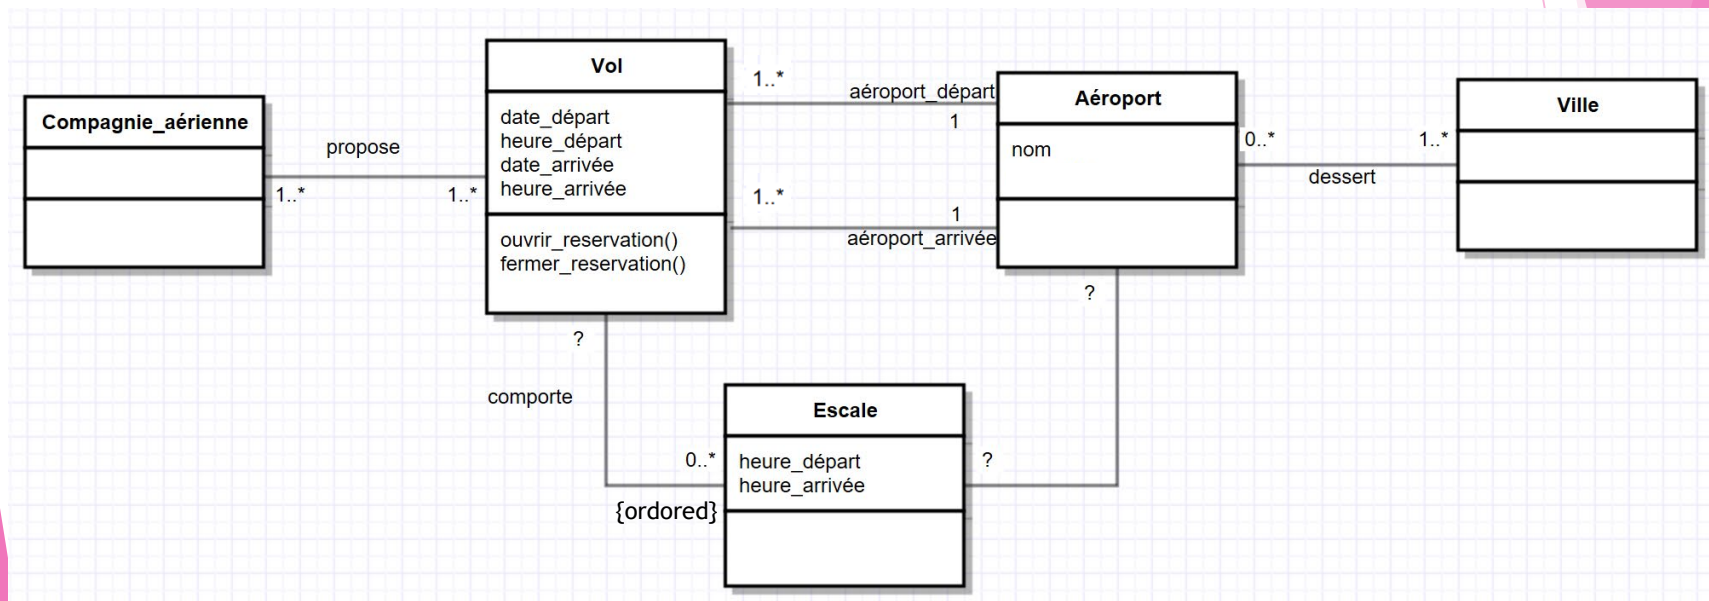 Compagnie_aérienne
propose
1..*
1..*
Vol
date_départ
heure_départ
date_arrivée
heure_arrivée
ouvrir_reservation()
fermer_reservation()
1..*
aéroport_départ
1
1..*
1
aéroport_arrivée
Aéroport
nom
0..*
1..*
dessert
Ville
?
comporte
0..*
{ordored}
Escale
heure_départ
heure_arrivée
?
?